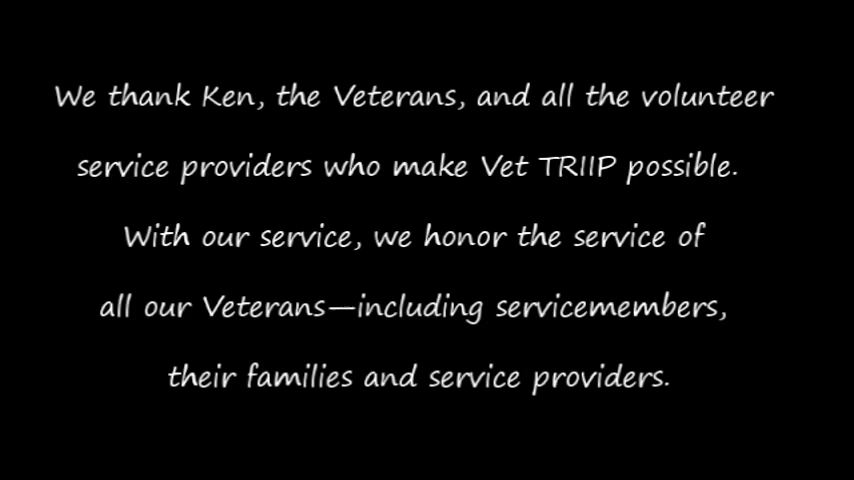 We thank Ken, the Veterans, and all the volunteer
service providers who make Vet TRIIP possible.
With our service, we honor the service of
all our Veterans—including servicemembers,
their families and service providers.